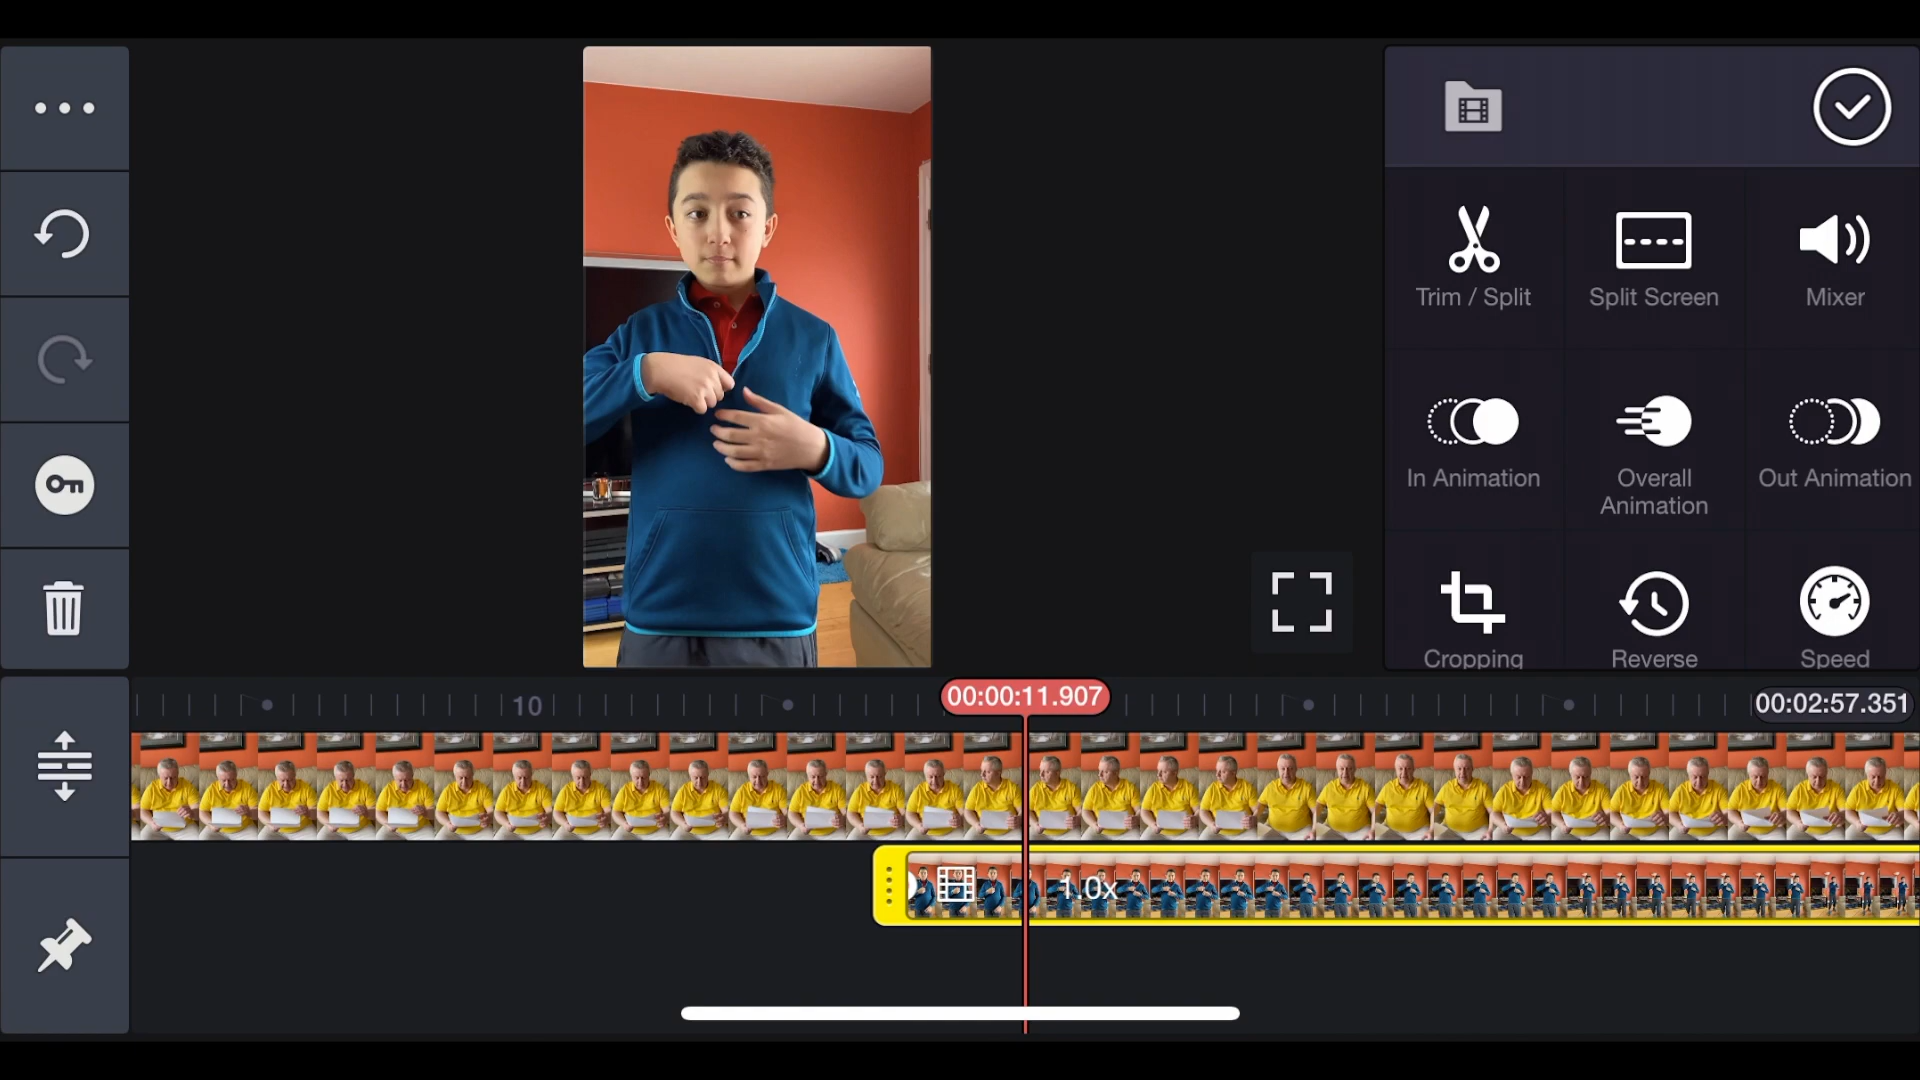 Trim / Split
Split Screen
Mixer
In Animation
Overall
Animation
Out Animation
Cropping
Reverse
Speed
10
00:00:11.907
00:02:57.351
1.0x